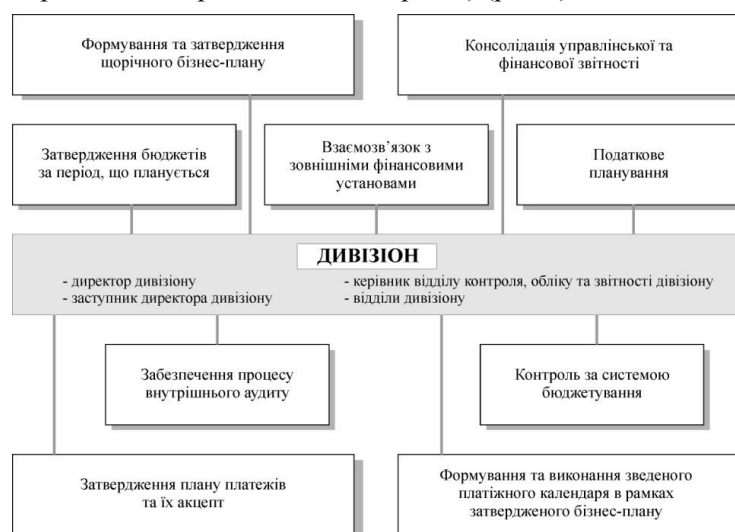 Формування та затвердження
щорічного бізнес-плану
Консолідація управлінської та
фінансової звітності
Затвердження бюджетів
за період, що планується
Взаємозв’язок з
зовнішніми фінансовими
установами
Податкове
планування
ДИВІЗІОН
- директор дивізіону
- заступник директора дивізіону
- керівник відділу контроля, обліку та звітності дівізіону
- відділи дивізіону
Забезпечення процесу
внутрішнього аудиту
Контроль за системою
бюджетування
Затвердження плану платежів
та їх акцепт
Формування та виконання зведеного
платіжного календаря в рамках
затвердженого бізнес-плану